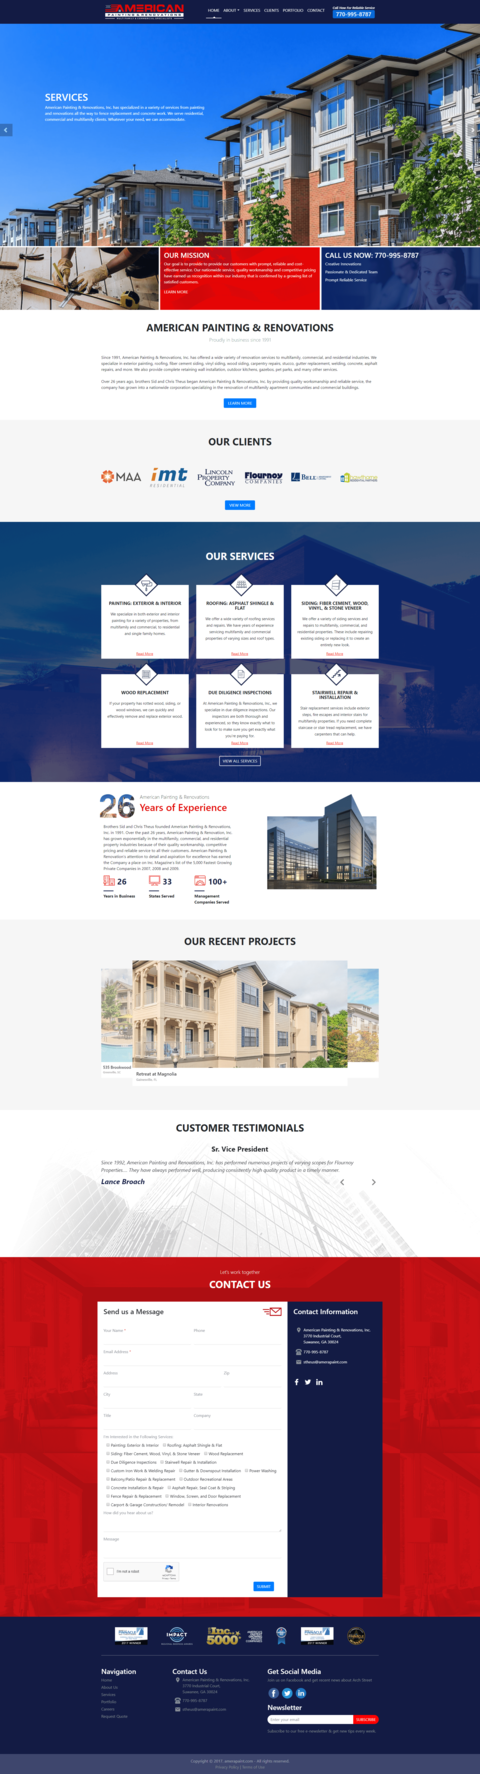 AMERICAN
PAINTING & RENOVATIONS
HOME ABOUT SERVICES CLIENTS PORTFOLIO CONTACT
Call Now for Reliable Service
770-995-8787
SERVICES
American Paintings & Renovations, Inc. has specialized in a variety of services from painting
and renovations all the way to fence replacement and concrete work. We serve residential,
commercial and multifamily clients. Whatever your need, we can accommodate.
OUR MISSION
Our goal is to provide to provide our customers with prompt, reliable and cost-
effective service. Our nationwide service, quality workmanship and competitive pricing
have earned us recognition within our industry that is confirmed by a growing list of
satisfied customers.
LEARN MORE
CALL US NOW: 770-995-8787
Creative Innovations
Passionate & Dedicated Team
Prompt Reliable Service
AMERICAN PAINTING & RENOVATIONS
Proudly in business since 1991
Since 1991, American Painting & Renovations, Inc. has offered a wide variety of renovation services to multifamily, commercial, and residential industries. We
specialize in exterior painting, roofing, fiber cement siding, vinyl siding, wood siding, carpentry repairs, stucco, gutter replacement, welding, concrete, asphalt
repairs, and more. We also provide complete retaining wall installation, outdoor kitchens, gazebos, pet parks, and many other services.
Over 26 years ago, brothers Sid and Chris Theus began American Painting & Renovations, Inc. by providing quality workmanship and reliable service, the
company has grown into a nationwide corporation specializing in the renovation of multifamily apartment communities and commercial buildings.
LEARN MORE
OUR CLIENTS
MAA
imt
RESIDENTIAL
LINCOLN
PROPERTY
COMPANY
Flournoy
COMPANIES
BELL
VIEW MORE
OUR SERVICES
PAINTING: EXTERIOR & INTERIOR
We specialize in both exterior and interior
painting for a variety of properties, from
multifamily and commercial, to residential
and single family homes.
Read More
ROOFING: ASPHALT SHINGLE &
FLAT
We offer a wide variety of roofing services
and repairs. We have years of experience
servicing multifamily and commercial
properties of varying sizes and roof types.
Read More
SIDING: FIBER CEMENT, WOOD,
VINYL, & STONE VENEER
We offer a variety of siding services and
repairs to multifamily, commercial, and
residential properties. These include repairing
existing siding or replacing it to create an
entirely new look.
Read More
WOOD REPLACEMENT
If your property has rotted wood, siding, or
wood windows, we can quickly and
effectively remove and replace exterior wood.
Read More
DUE DILIGENCE INSPECTIONS
At American Painting & Renovations, Inc., we
specialize in due diligence inspections. Our
inspectors are both thorough and
experienced, so they know exactly what to
look for to make sure you get exactly what
you're paying for.
Read More
STAIRWELL REPAIR &
INSTALLATION
Stair replacement services include exterior
steps, fire escapes and interior stairs for
multifamily properties. If you need complete
staircase or stair tread replacement, we have
carpenters that can help.
Read More
VIEW ALL SERVICES
26
American Painting & Renovations
Years of Experience
Brothers Sid and Chris Theus founded American Painting & Renovations,
Inc. in 1991. Over the past 26 years, American Painting & Renovation, Inc.
has grown exponentially in the multifamily, commercial, and residential
property industries because of their quality workmanship, competitive
pricing and reliable service to all their customers. American Painting &
Renovation's attention to detail and aspiration for excellence has earned
the Company a place on Inc. Magazine's list of the 5,000 Fastest Growing
Private Companies in 2007, 2008 and 2009.
26
Years in Business
33
States Served
100+
Management
Companies Served
OUR RECENT PROJECTS
535 Brookwood
Retreat at Magnolia
CUSTOMER TESTIMONIALS
Sr. Vice President
Since 1992, American Painting and Renovations, Inc. has performed numerous projects of varying scopes for Flournoy
Properties... They have always performed well, producing consistently high quality product in a timely manner.
Lance Broach
Let's work together
CONTACT US
Send us a Message
Your Name * Phone
Email Address *
Address Zip
City State
Title Company
I'm Interested in the Following Services
Painting: Exterior & Interior Roofing: Asphalt Shingle & Flat
Siding: Fiber Cement, Wood, Vinyl, & Stone Veneer Wood Replacement
Due Diligence Inspections Stairwell Repair & Installation
Custom Iron Work & Welding Repair Gutter & Downspout Installation Power Washing
Balcony/Patio Repair & Replacement Outdoor Recreational Areas
Concrete Installation & Repair Asphalt Repair, Seal Coat & Striping
Fence Repair & Replacement Window, Screen, and Door Replacement
Carport & Garage Construction/ Remodel Interior Renovations
How did you hear about us?
Message
I'm not a robot
SUBMIT
Contact Information
American Painting & Renovations, Inc.
3778 Industrial Court,
Suwanee, GA 30024
770-995-8787
stheus@amerapaint.com
PINNACLE
IMPACT
Inc.
5000
Navigation
Home
About Us
Services
Portfolio
Careers
Request Quote
Contact Us
American Painting & Renovations, Inc.
3778 Industrial Court,
Suwanee, GA 30024
770-995-8787
stheus@amerapaint.com
Get Social Media
Join us on Facebook and get recent news about
Newsletter
Enter your email SUBSCRIBE
Subscribe to our free e-newsletter & get new tips every week.
Privacy Policy | Terms of Use